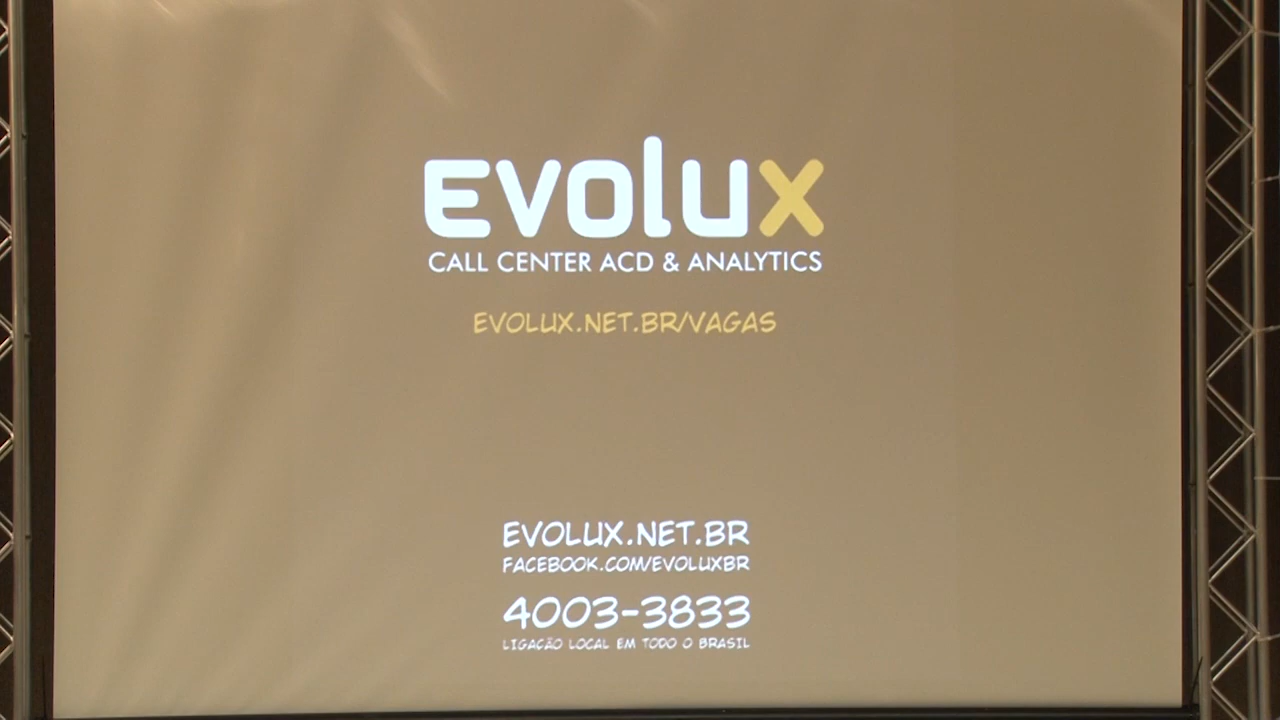 evolux
CALL CENTER ACD & ANALYTICS
EVOLUX.NET.BR/VAGAS
EVOLUX.NET.BR
FACEBOOK.COM/EVOLUXBR
4003-3833
LIGAÇÃO LOCAL EM TODO O BRASIL